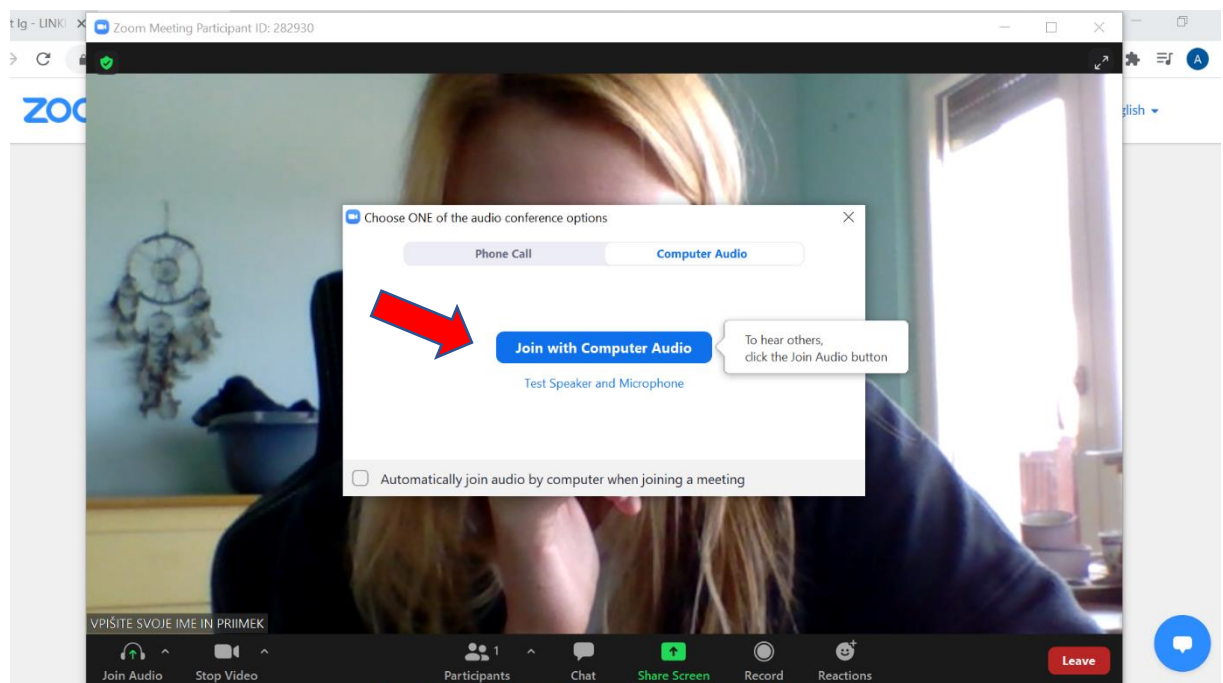 t Ig - LINKI
Zoom Meeting Participant ID: 282930
A
ZOO
glish
Choose ONE of the audio conference options
Phone Call
Computer Audio
Join with Computer Audio
To hear others,
click the Join Audio button
Test Speaker and Microphone
Automatically join audio by computer when joining a meeting
VPIŠITE SVOJE IME IN PRIIMEK
1
Join Audio
Stop Video
Participants
Chat
Share Screen
Record
Reactions
Leave